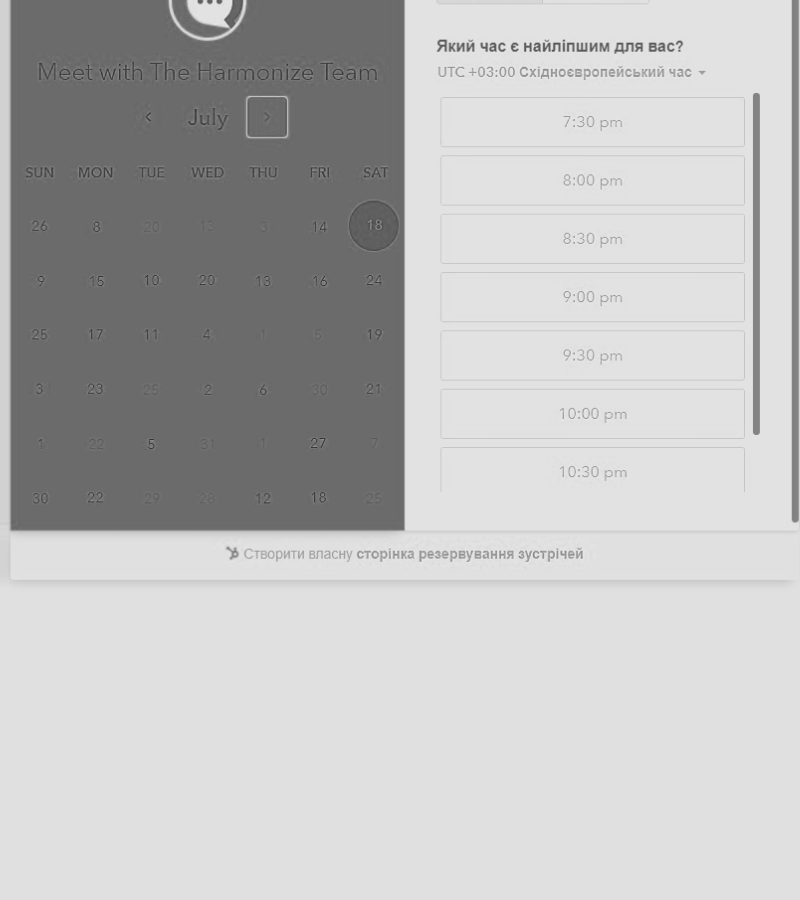 Meet with The Harmonize Team
July
SUN MON TUE WED THU FRI SAT
26 8 20 13 3 14 18
9 15 10 20 13 16 24
25 17 11 4 1 5 19
3 23 25 2 6 30 21
1 22 5 31 1 27 7
30 22 29 28 12 18 25
Який час є найліпшим для вас?
UTC +03:00 Східноєвропейський час
7:30 pm
8:00 pm
8:30 pm
9:00 pm
9:30 pm
10:00 pm
10:30 pm
Створити власну сторінка резервування зустрічей